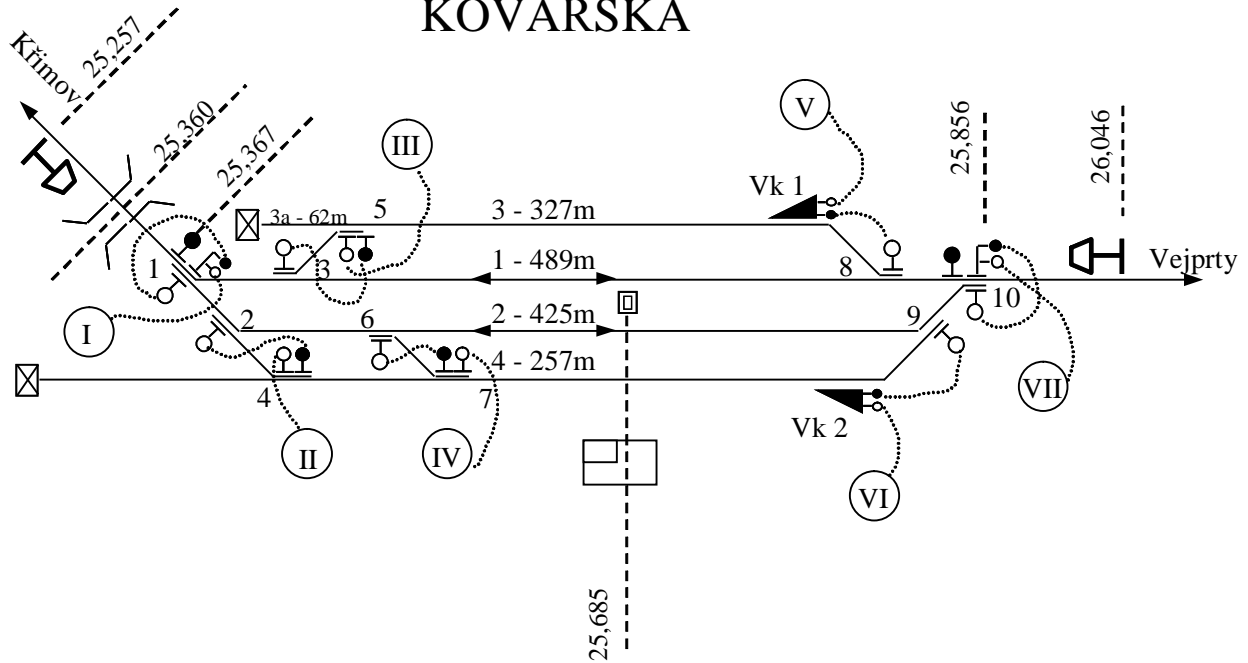 KOVÁŘSKÁ
Křimov
25,257
25,360
25,367
III
V
25,856
26,046
Vk 1
3a - 62m
5
3 - 327m
1
3
1 - 489m
8
Vejprty
10
I
2
6
2 - 425m
9
4 - 257m
4
7
VII
Vk 2
II
IV
VI
25,685